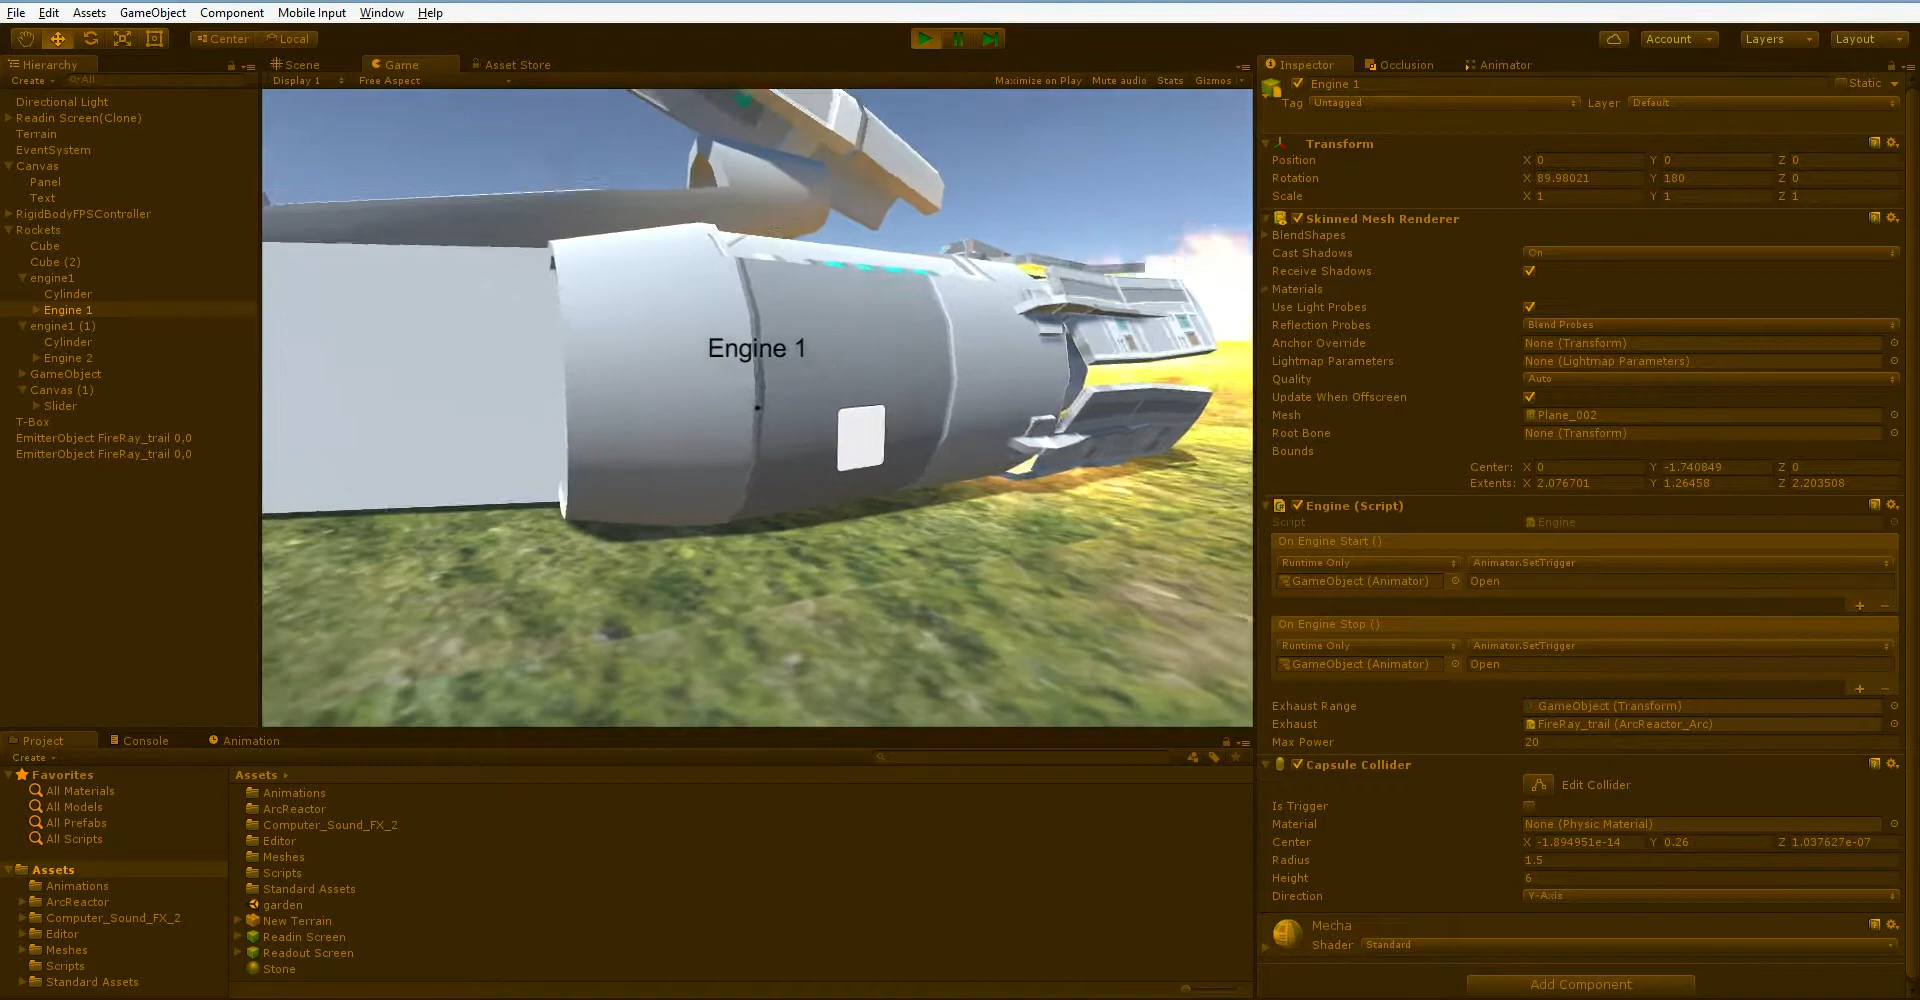 File Edit Assets GameObject Component Mobile Input Window Help
Center Local Account Layers Layout
Hierarchy
Create All
Directional Light
Readin Screen(Clone)
Terrain
EventSystem
Canvas
Panel
Text
RigidBodyFPSController
Rockets
Cube
Cube (2)
engine1
Cylinder
Engine 1
engine1 (1)
Cylinder
Engine 2
GameObject
Canvas (1)
Slider
T-Box
EmitterObject FireRay_trail 0,0
EmitterObject FireRay_trail 0,0
Scene Game Asset Store
Display 1 Free Aspect Maximize on Play Mute audio Stats Gizmos
Engine 1
Project Console Animation
Create
Favorites
All Materials
All Models
All Prefabs
All Scripts
Assets
Animations
ArcReactor
Computer_Sound_FX_2
Editor
Meshes
Scripts
Standard Assets
Assets
Animations
ArcReactor
Computer_Sound_FX_2
Editor
Meshes
Scripts
Standard Assets
garden
New Terrain
Readin Screen
Readout Screen
Stone
Inspector Occlusion Animator
Engine 1 Static
Tag Untagged Layer Default
Transform
Position X 0 Y 0 Z 0
Rotation X 89.98021 Y 180 Z 0
Scale X 1 Y 1 Z 1
Skinned Mesh Renderer
BlendShapes
Cast Shadows On
Receive Shadows
Materials
Use Light Probes
Reflection Probes Blend Probes
Anchor Override None (Transform)
Lightmap Parameters None (Lightmap Parameters)
Quality Auto
Update When Offscreen
Mesh Plane_002
Root Bone None (Transform)
Bounds
Center: X 0 Y -1.740849 Z 0
Extents: X 2.076701 Y 1.26458 Z 2.203508
Engine (Script)
Script Engine
On Engine Start ()
Runtime Only Animator.SetTrigger
GameObject (Animator) Open
On Engine Stop ()
Runtime Only Animator.SetTrigger
GameObject (Animator) Open
Exhaust Range GameObject (Transform)
Exhaust FireRay_trail (ArcReactor_Arc)
Max Power 20
Capsule Collider
Edit Collider
Is Trigger
Material None (Physic Material)
Center X -1.894951e-14 Y 0.26 Z 1.037627e-07
Radius 1.5
Height 6
Direction Y-Axis
Mecha
Shader Standard
Add Component